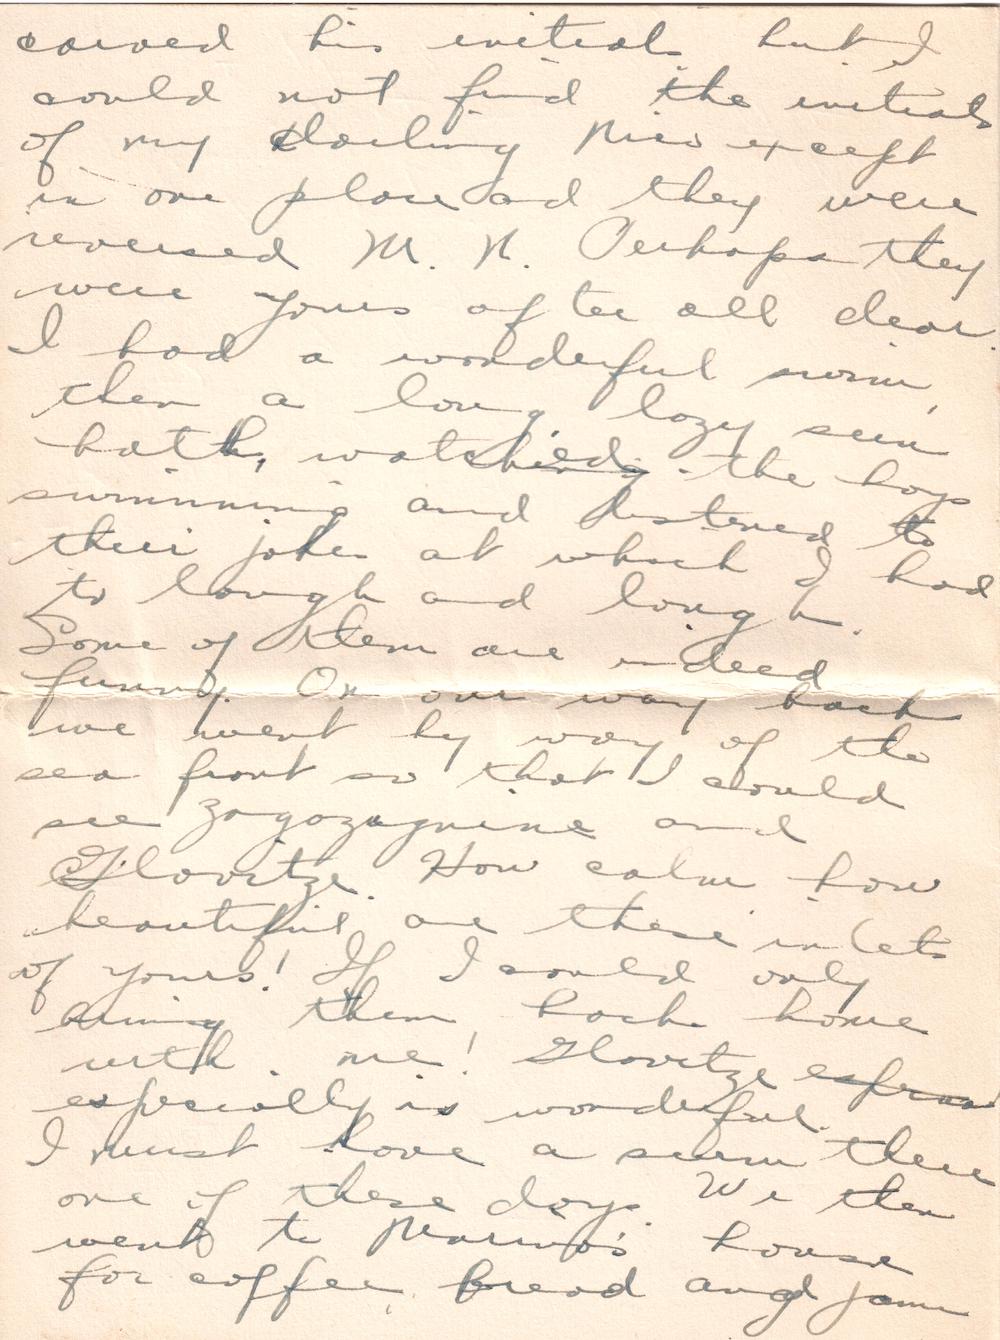 carved his initials but I
could not find the initials
of my darling Nico except
in one place and they were
reversed M. N. Perhaps they
were yours after all dear.
I had a wonderful swim,
then a long lazy sun
bath, watched the boys
swimming and listened to
their jokes at which I had
to laugh and laugh.
Some of them are indeed
funny. On our way back
we went by way of the
sea front so that I could
see Zagozagnine and
Glovitze. How calm how
beautiful are these inlets
of yours! If I could only
bring them back home
with me! Glovitze
especially is wonderful.
I must have a swim there
one of these days. We then
went to Marino's house
for coffee, bread and jam